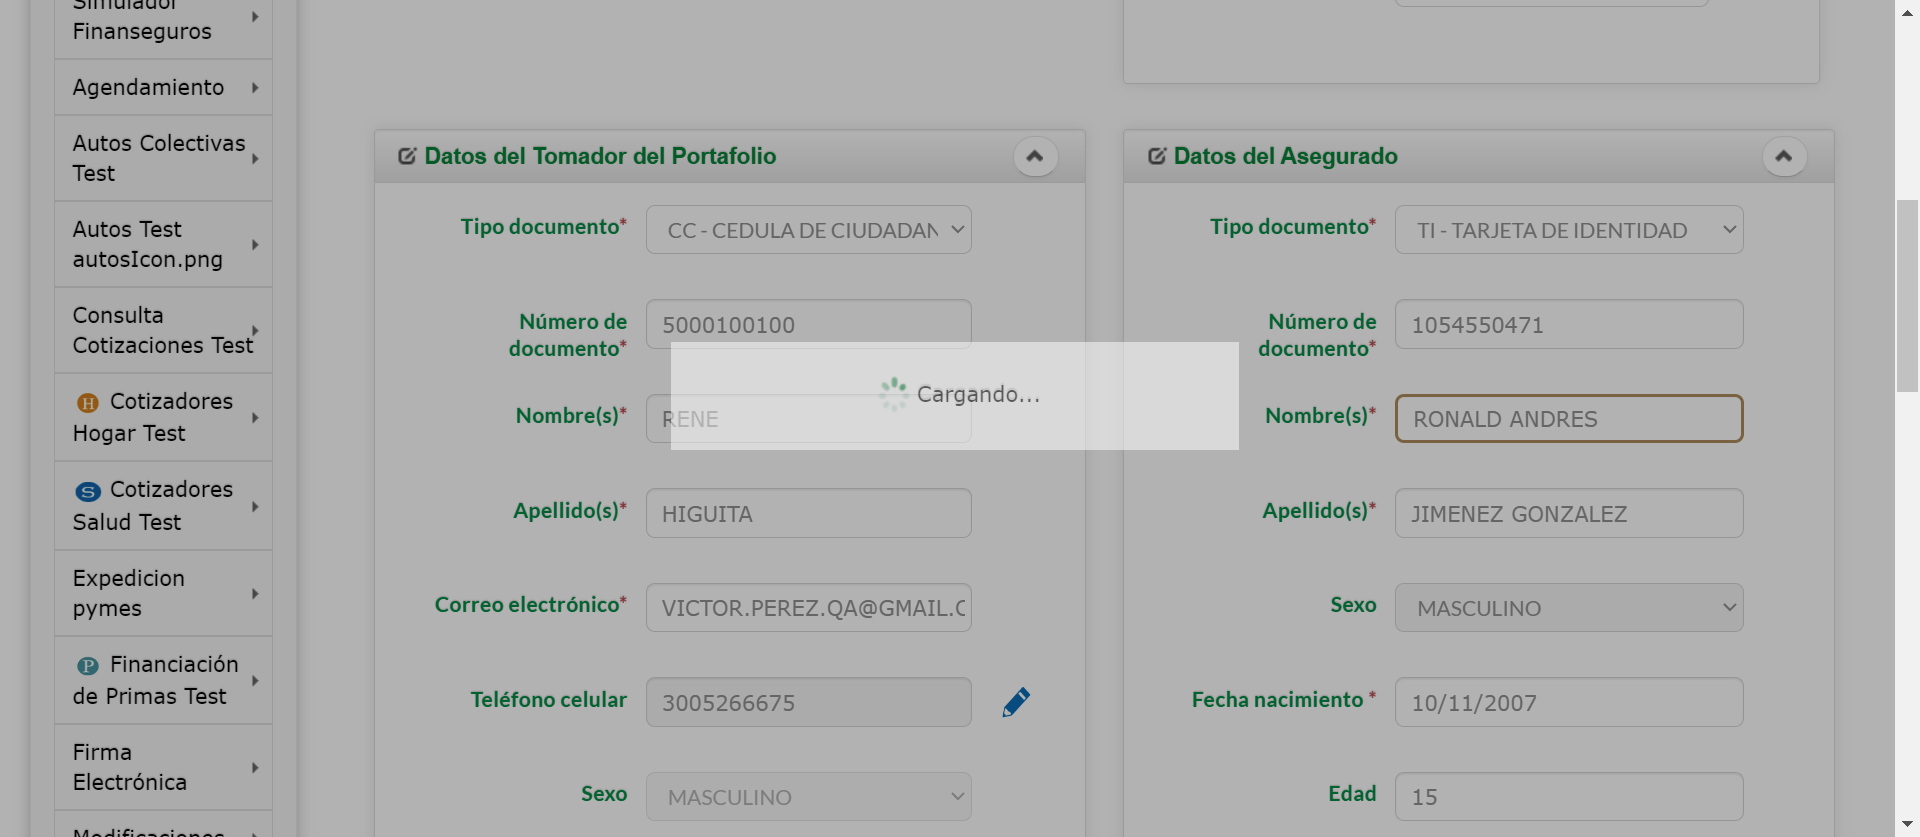 Simulador
Finanseguros
Agendamiento
Autos Colectivas
Test
Autos Test
autosIcon.png
Consulta
Cotizaciones Test
H Cotizadores
Hogar Test
S Cotizadores
Salud Test
Expedicion
pymes
P Financiación
de Primas Test
Firma
Electrónica
Modificaciones
Datos del Tomador del Portafolio
Tipo documento* CC - CEDULA DE CIUDADAN
Número de
documento* 5000100100
Nombre(s)* RENE
Apellido(s)* HIGUITA
Correo electrónico* VICTOR.PEREZ.QA@GMAIL.C
Teléfono celular 3005266675
Sexo MASCULINO
Cargando...
Datos del Asegurado
Tipo documento* TI - TARJETA DE IDENTIDAD
Número de
documento* 1054550471
Nombre(s)* RONALD ANDRES
Apellido(s)* JIMENEZ GONZALEZ
Sexo MASCULINO
Fecha nacimiento * 10/11/2007
Edad 15